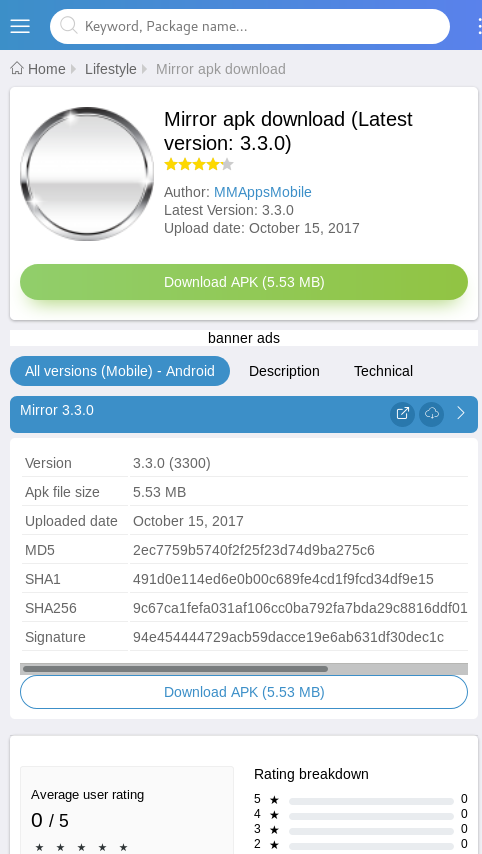 Keyword, Package name...
Home Lifestyle Mirror apk download
Mirror apk download (Latest
version: 3.3.0)
Author: MMAppsMobile
Latest Version: 3.3.0
Upload date: October 15, 2017
Download APK (5.53 MB)
banner ads
All versions (Mobile) - Android Description Technical
Mirror 3.3.0
Version 3.3.0 (3300)
Apk file size 5.53 MB
Uploaded date October 15, 2017
MD5 2ec7759b5740f2f25f23d74d9ba275c6
SHA1 491d0e114ed6e0b00c689fe4cd1f9fcd34df9e15
SHA256 9c67ca1fefa031af106cc0ba792fa7bda29c8816ddf01
Signature 94e454444729acb59dacce19e6ab631df30dec1c
Download APK (5.53 MB)
Average user rating
0 / 5
★ ★ ★ ★ ★
Rating breakdown
5 ★ 0
4 ★ 0
3 ★ 0
2 ★ 0